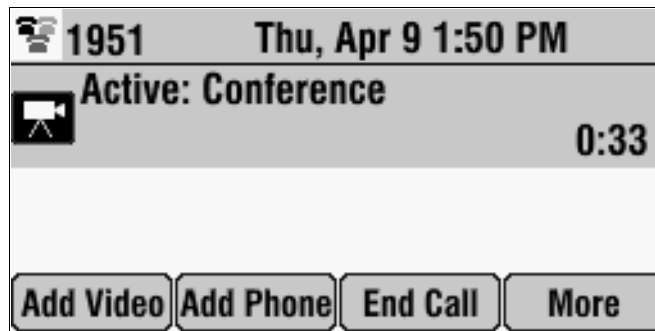 1951 Thu, Apr 9 1:50 PM
Active: Conference
0:33
Add Video Add Phone End Call More